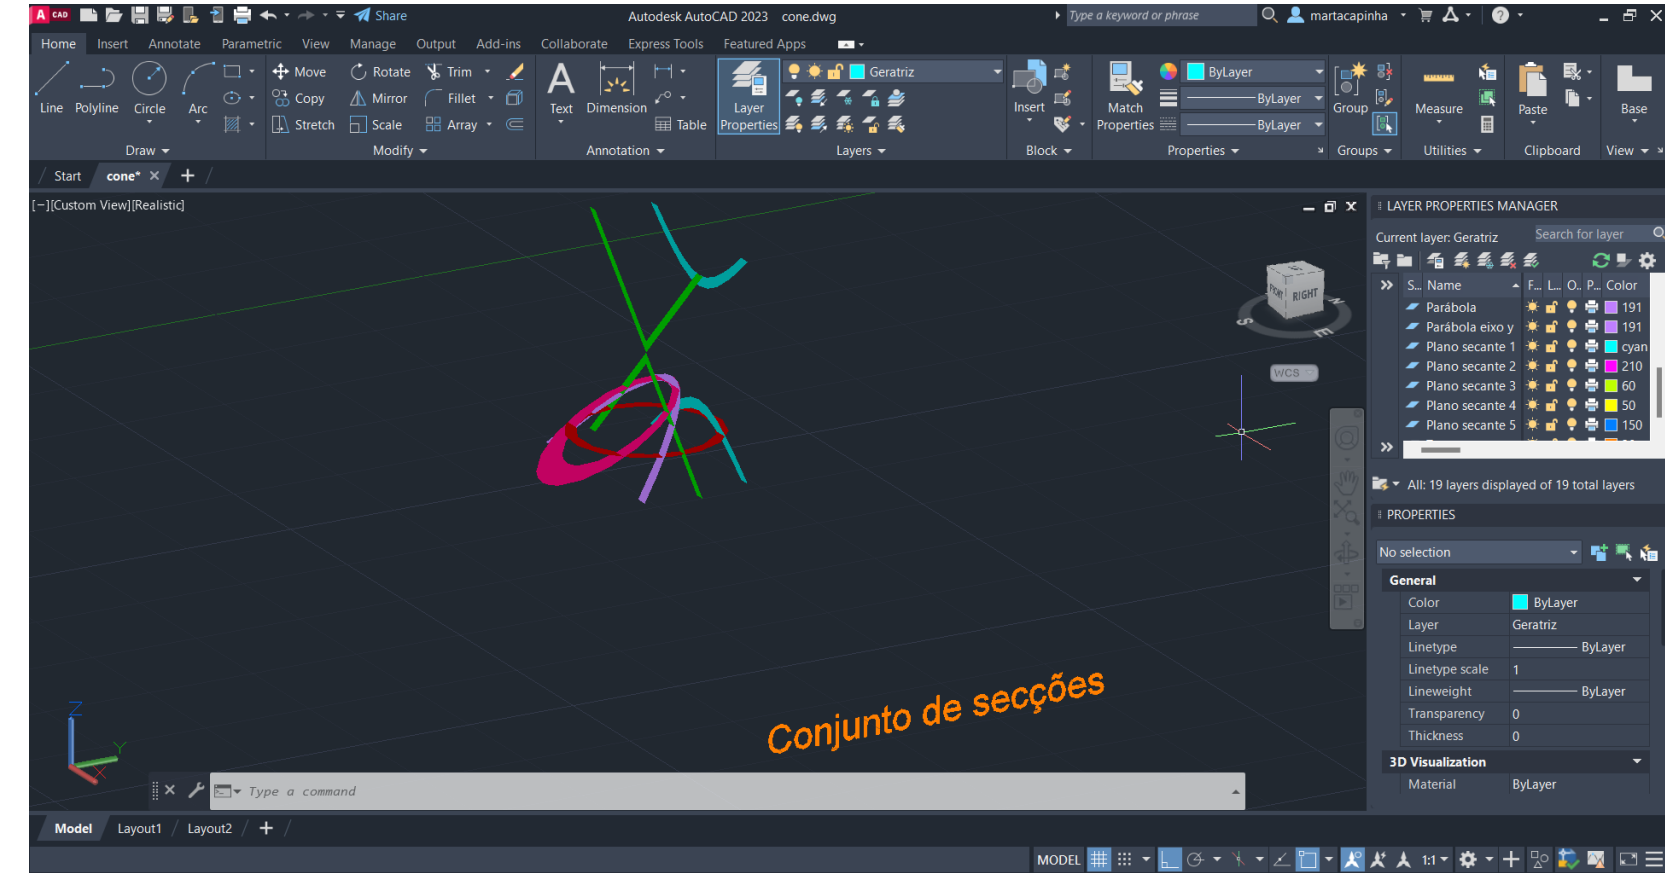 A CAD
Share
Autodesk AutoCAD 2023 cone.dwg
Type a keyword or phrase
martacapinha
?
Home Insert Annotate Parametric View Manage Output Add-ins Collaborate Express Tools Featured Apps
Line
Polyline
Circle
Arc
Move
Rotate
Trim
Copy
Mirror
Fillet
Stretch
Scale
Array
A
Text
Dimension
Table
Layer
Properties
Geratriz
Insert
Match
Properties
ByLayer
ByLayer
ByLayer
Group
Measure
Paste
Base
Draw
Modify
Annotation
Layers
Block
Properties
Groups
Utilities
Clipboard
View
Start
cone*
[−][Custom View][Realistic]
RIGHT
S
E
WCS
Conjunto de secções
Z
Y
X
Type a command
LAYER PROPERTIES MANAGER
Current layer: Geratriz
Search for layer
S... Name F... L... O.. P... Color
Parábola 191
Parábola eixo y 191
Plano secante 1 cyan
Plano secante 2 210
Plano secante 3 60
Plano secante 4 50
Plano secante 5 150
All: 19 layers displayed of 19 total layers
PROPERTIES
No selection
General
Color ByLayer
Layer Geratriz
Linetype ByLayer
Linetype scale 1
Lineweight ByLayer
Transparency 0
Thickness 0
3D Visualization
Material ByLayer
Model Layout1 Layout2
MODEL
1:1